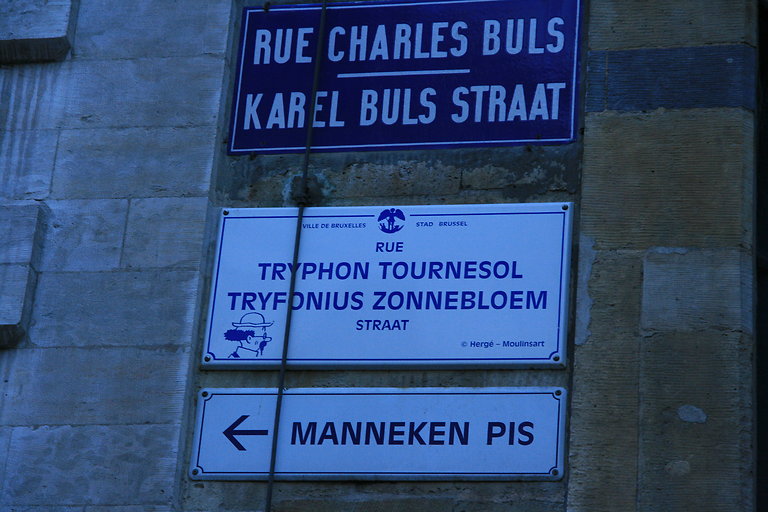 RUE CHARLES BULS
KAREL BULS STRAAT
VILLE DE BRUXELLES STAD BRUSSEL
RUE
TRYPHON TOURNESOL
TRYFONIUS ZONNEBLOEM
STRAAT
© Hergé – Moulinsart
MANNEKEN PIS